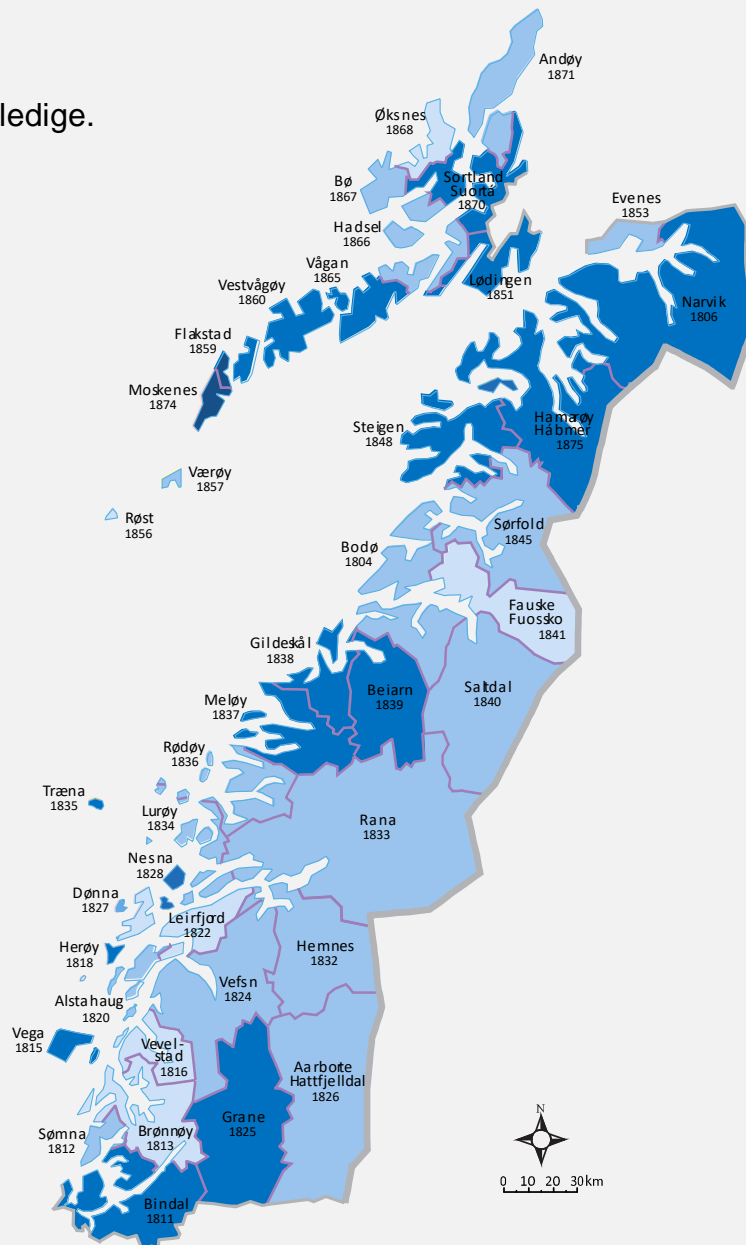 ledige.
Andøy
1871
Øksnes
1868
Bø
1867
Sortland
Suortá
1870
Evenes
1853
Hadsel
1866
Vågan
1865
Lødingen
1851
Vestvågøy
1860
Narvik
1806
Flakstad
1859
Moskenes
1874
Hamarøy
Hábmer
1875
Steigen
1848
Værøy
1857
Røst
1856
Sørfold
1845
Bodø
1804
Fauske
Fuossko
1841
Gildeskål
1838
Beiarn
1839
Saltdal
1840
Meløy
1837
Rødøy
1836
Træna
1835
Lurøy
1834
Rana
1833
Nesna
1828
Dønna
1827
Leirfjord
1822
Herøy
1818
Hemnes
1832
Vefsn
1824
Alstahaug
1820
Vega
1815
Vevel-
stad
1816
Aarborte
Hattfjelldal
1826
Grane
1825
Sømna
1812
Brønnøy
1813
Bindal
1811
N
0 10 20 30km